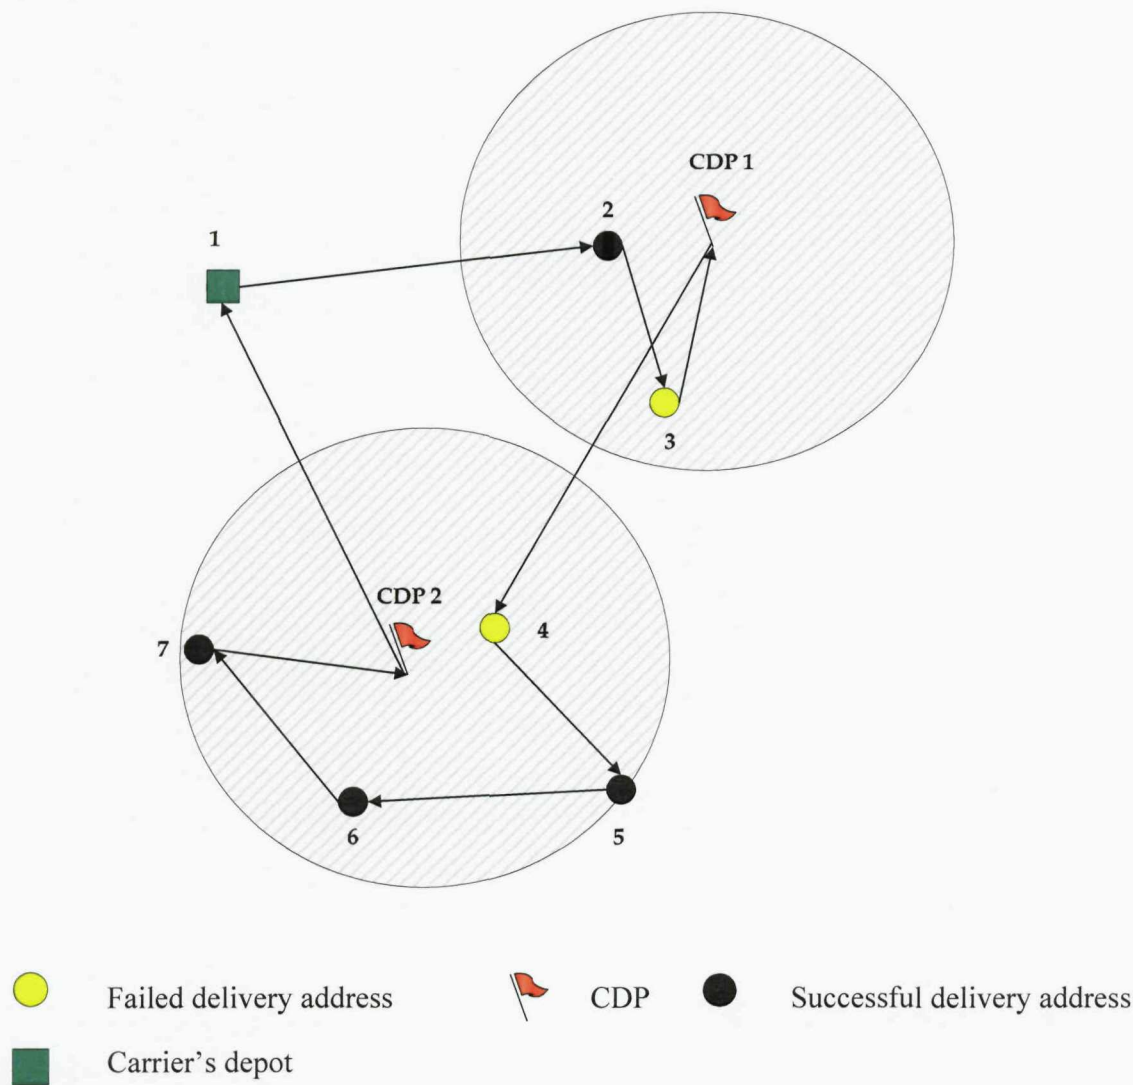 CDP 1
2
1
3
CDP 2
4
7
6
5
Failed delivery address
CDP
Successful delivery address
Carrier's depot